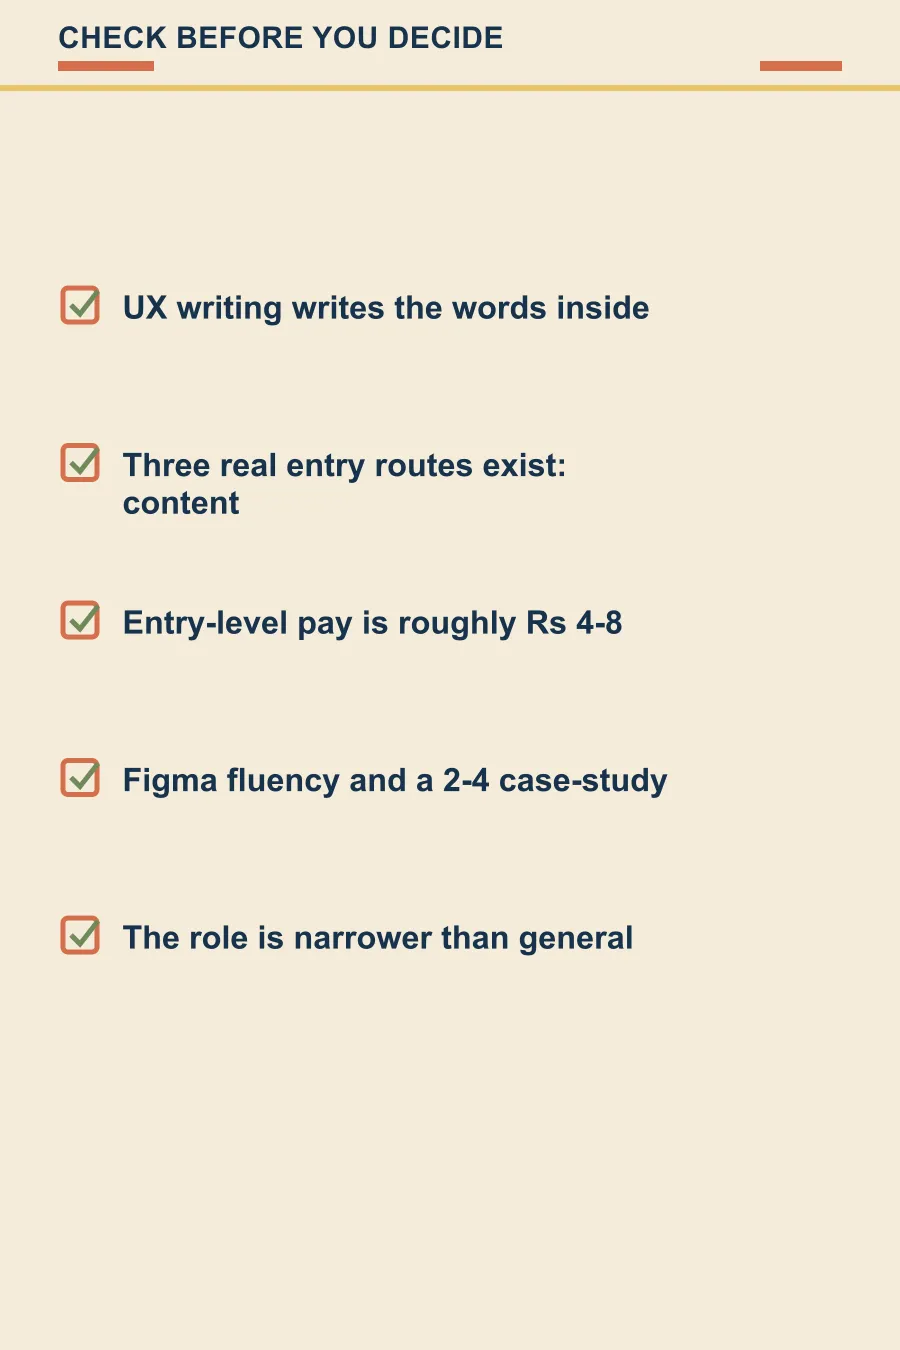 CHECK BEFORE YOU DECIDE
UX writing writes the words inside
Three real entry routes exist:
content
Entry-level pay is roughly Rs 4-8
Figma fluency and a 2-4 case-study
The role is narrower than general